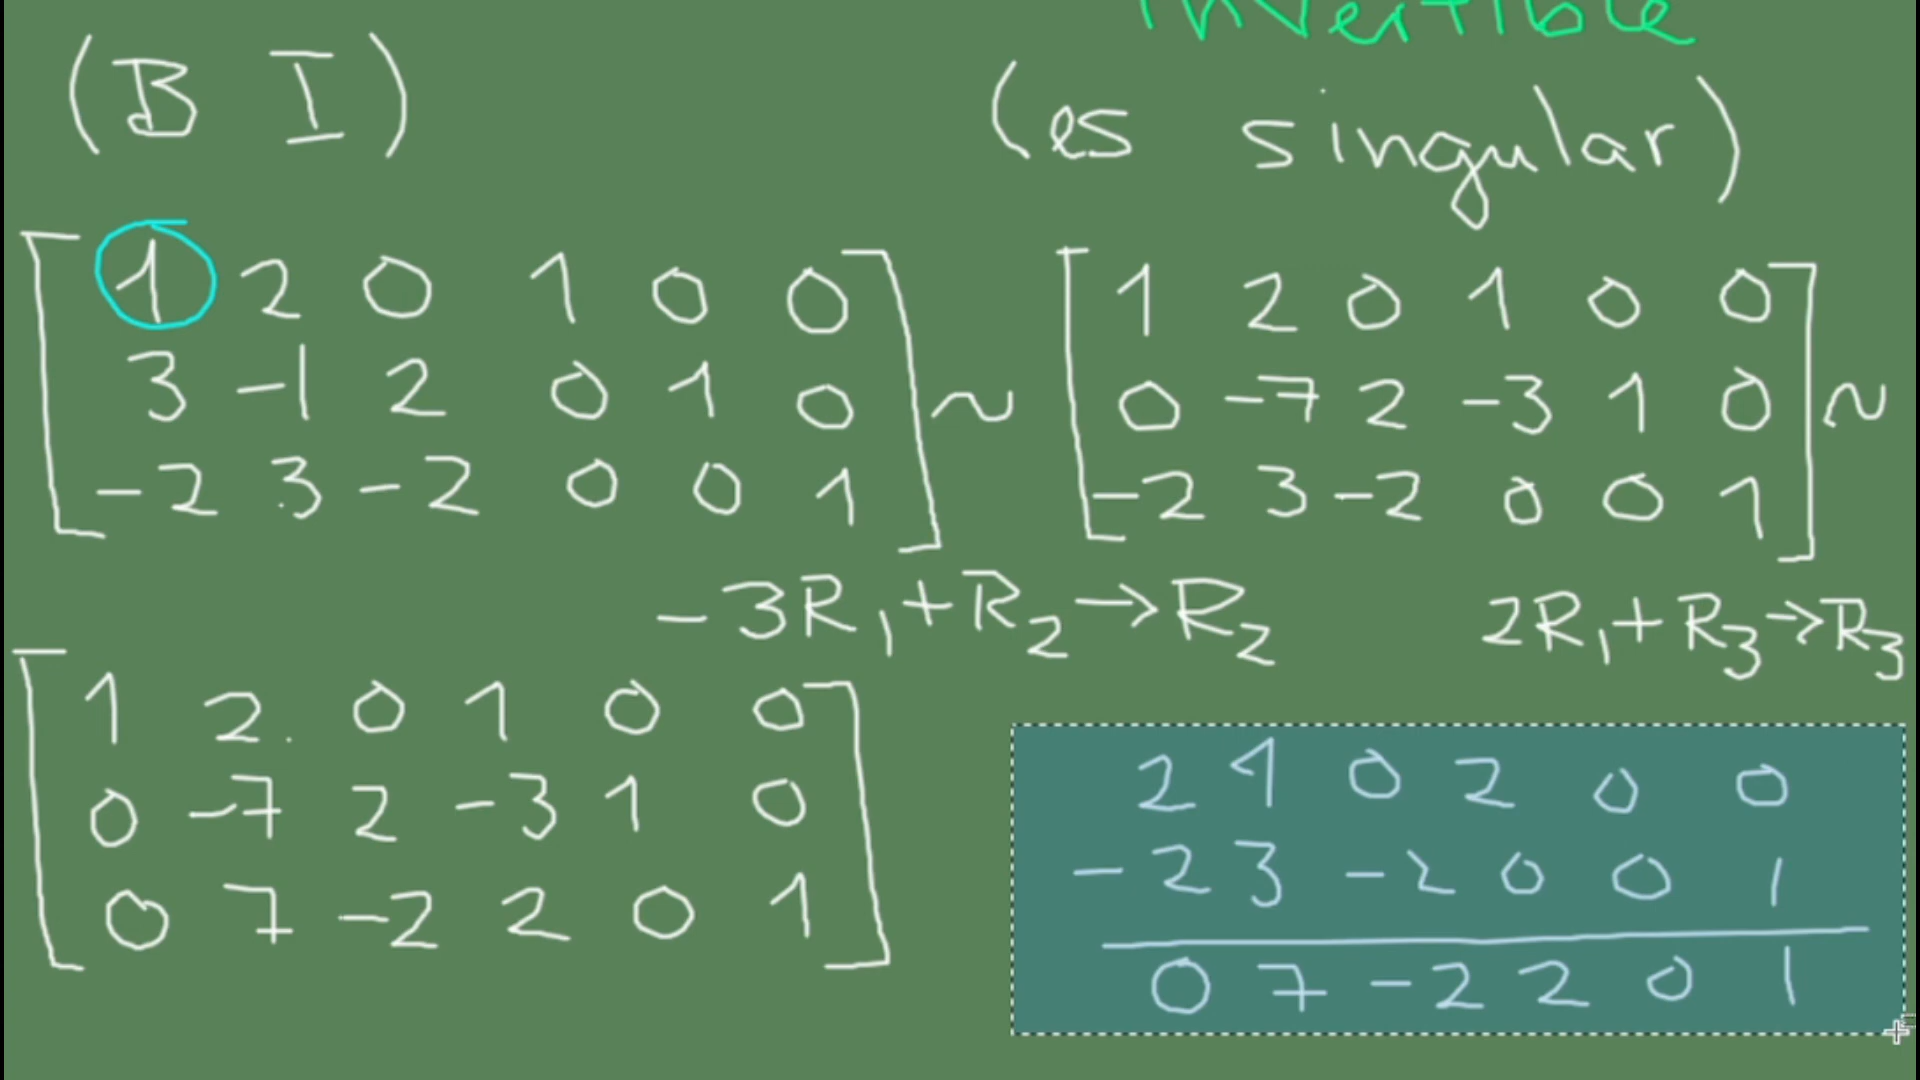 invertible
(B I)
(es singular)
[1 2 0 1 0 0] ~ [1 2 0 1 0 0] ~
[3 -1 2 0 1 0] [0 -7 2 -3 1 0]
[-2 3 -2 0 0 1] [-2 3 -2 0 0 1]
-3R₁+R₂→R₂ 2R₁+R₃→R₃
[1 2 0 1 0 0]
[0 -7 2 -3 1 0]
[0 7 -2 2 0 1]
2 4 0 2 0 0
-2 3 -2 0 0 1
0 7 -2 2 0 1